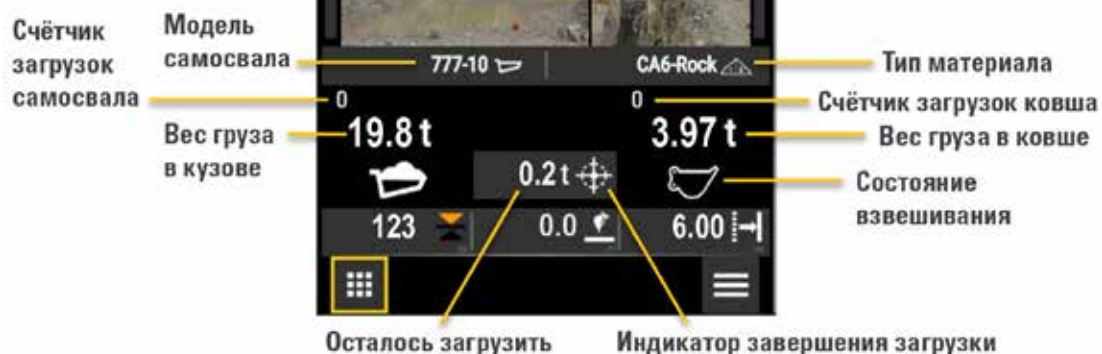 Счётчик
загрузок
самосвала
Модель
самосвала
777-10
CA6-Rock
Тип материала
0
0
Счётчик загрузок ковша
Вес груза
в кузове
19.8 t
3.97 t
Вес груза в ковше
0.2 t
Состояние
взвешивания
123
0.0
6.00
Осталось загрузить
Индикатор завершения загрузки